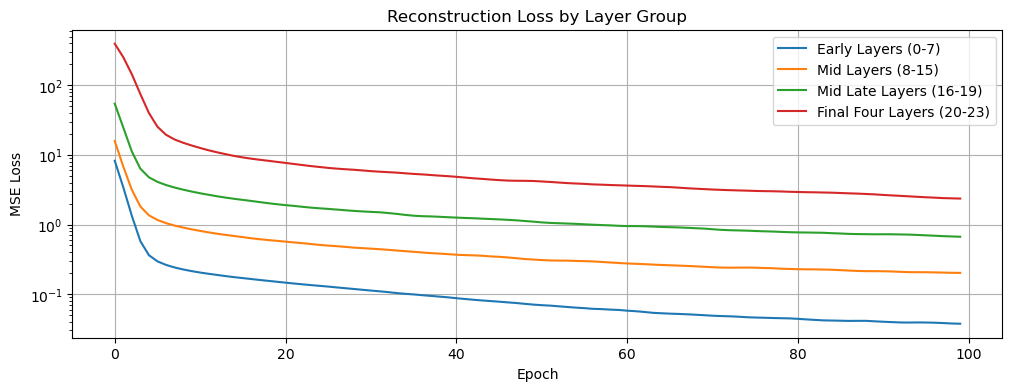 Reconstruction Loss by Layer Group
MSE Loss
10²
10¹
10⁰
10⁻¹
Early Layers (0-7)
Mid Layers (8-15)
Mid Late Layers (16-19)
Final Four Layers (20-23)
0 20 40 60 80 100
Epoch